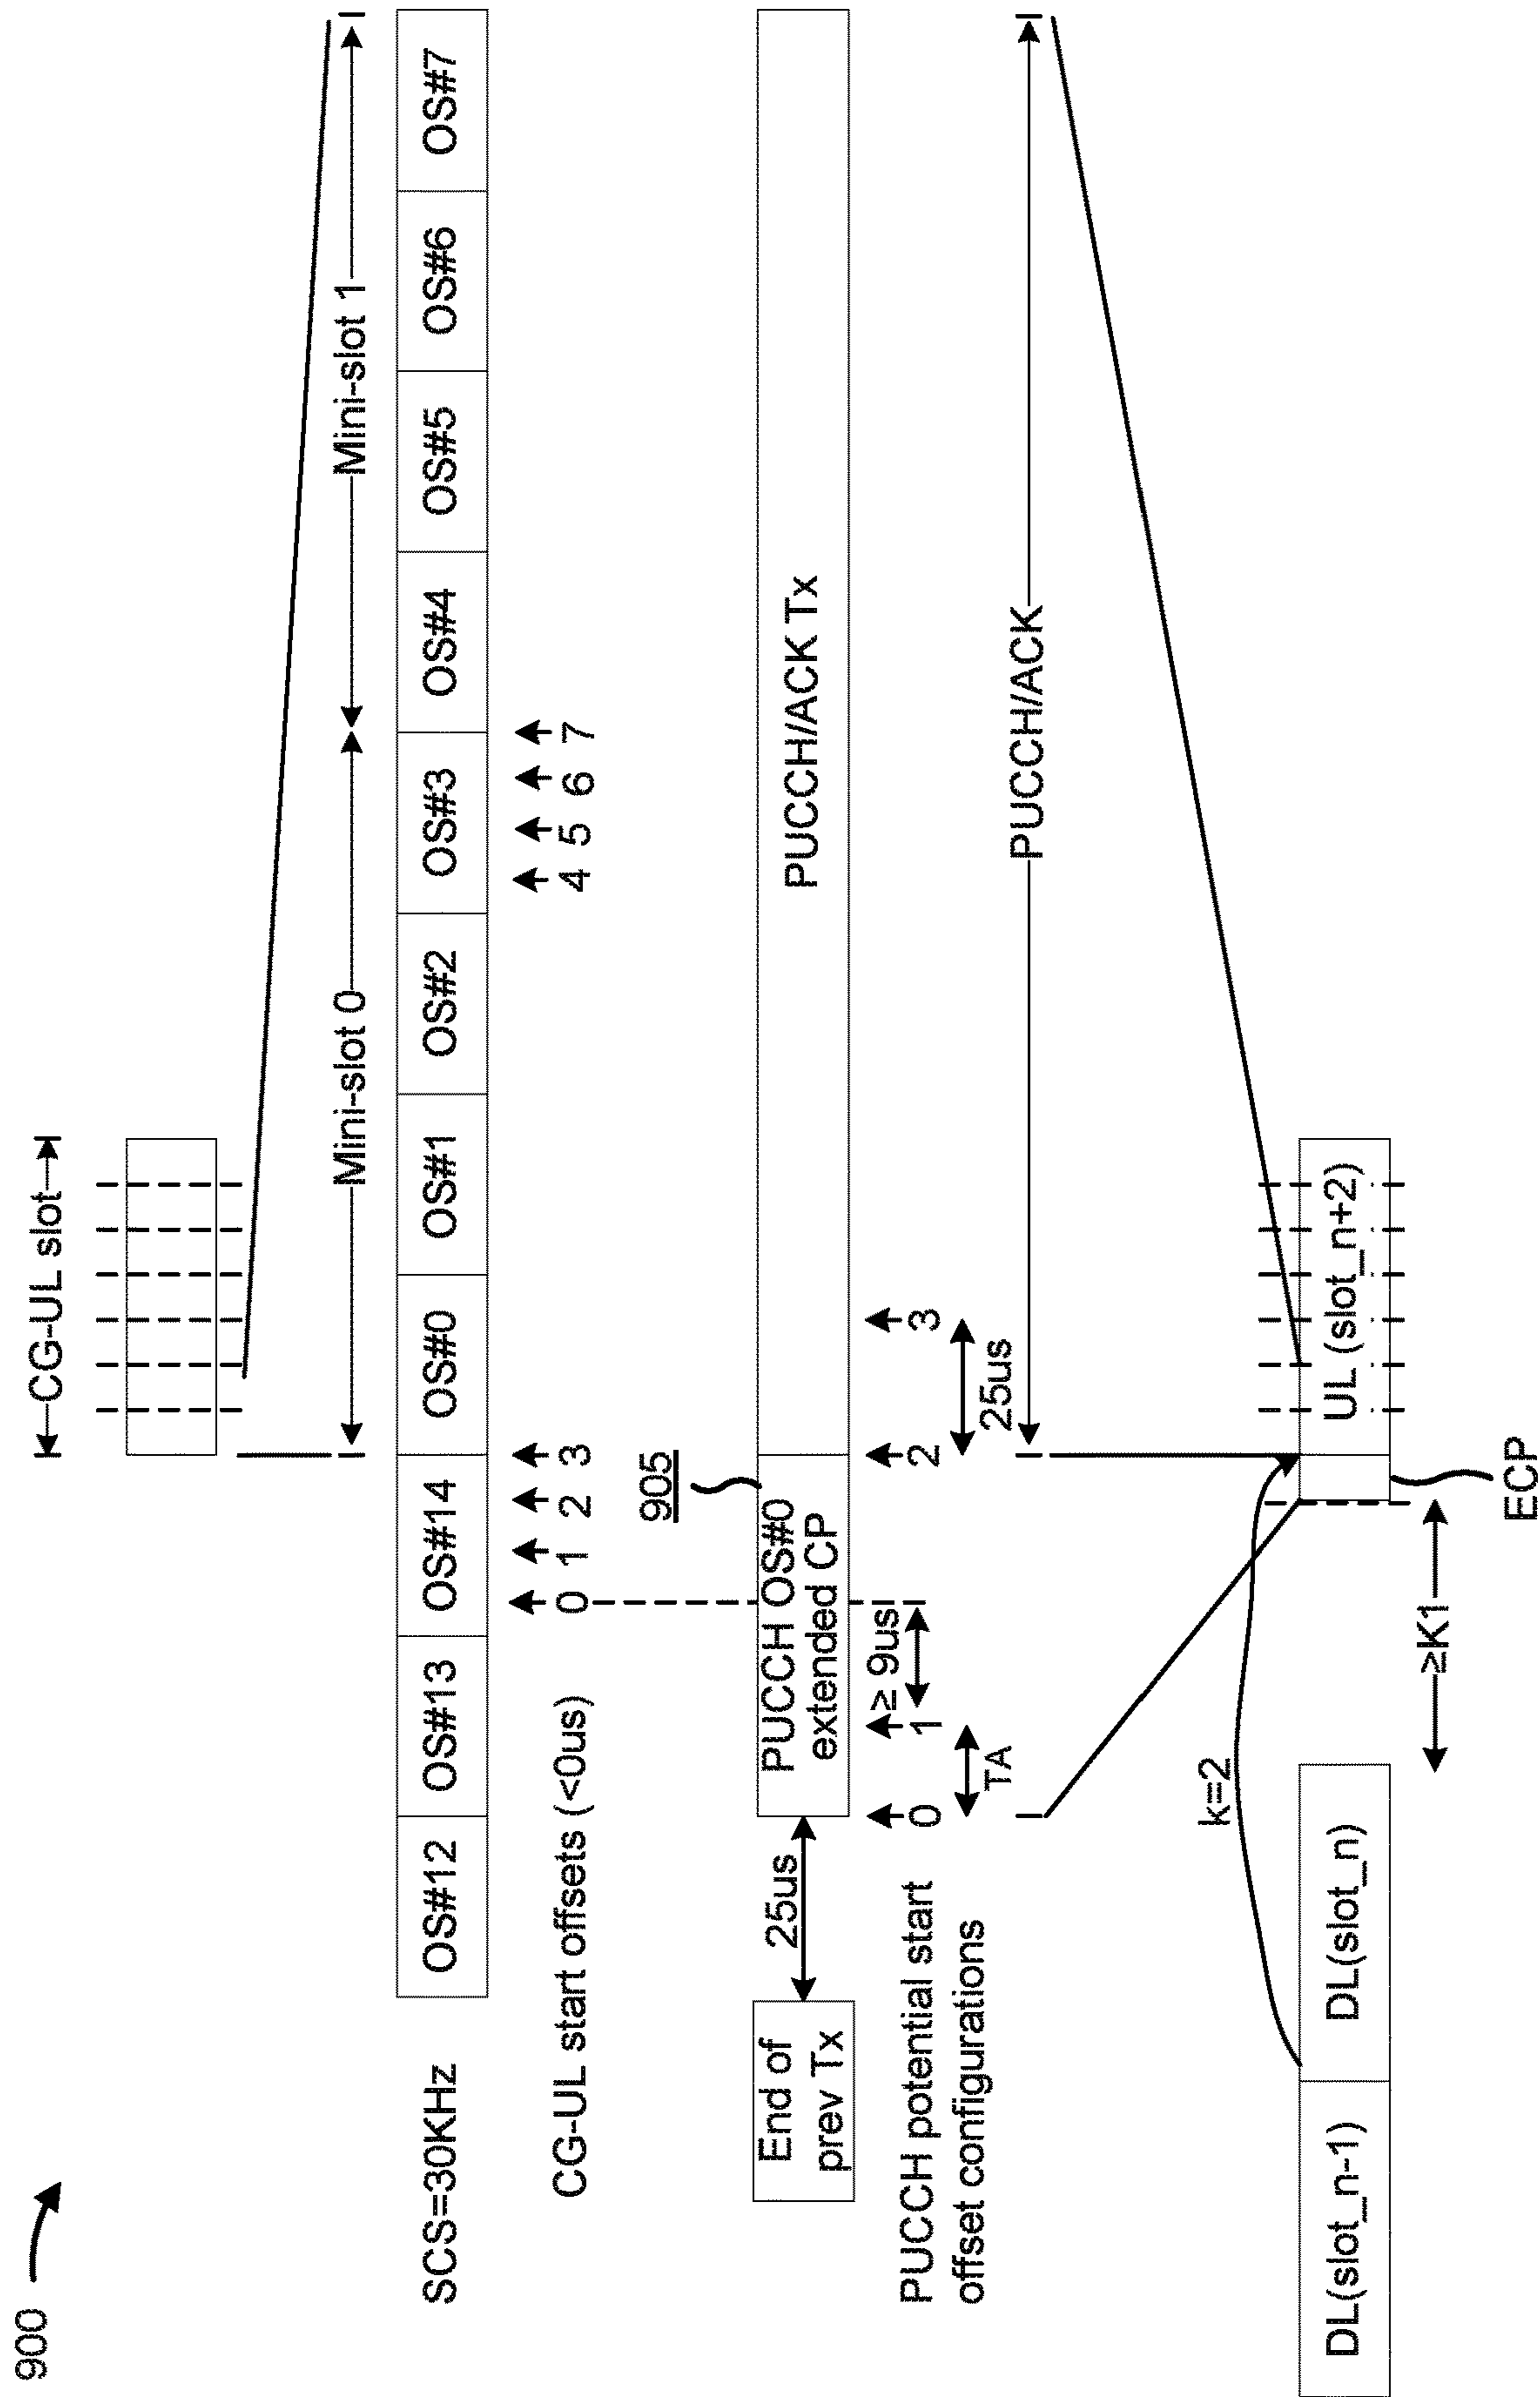 900
CG-UL slot
Mini-slot 0
Mini-slot 1
SCS=30KHz
OS#12
OS#13
OS#14
OS#0
OS#1
OS#2
OS#3
OS#4
OS#5
OS#6
OS#7
CG-UL start offsets (<0us)
0
1
2
3
4
5
6
7
905
End of
prev Tx
25us
PUCCH OS#0
extended CP
PUCCH/ACK Tx
PUCCH potential start
offset configurations
0
1
≥ 9us
2
3
TA
25us
PUCCH/ACK
k=2
DL(slot_n-1)
DL(slot_n)
UL (slot_n+2)
≥K1
ECP